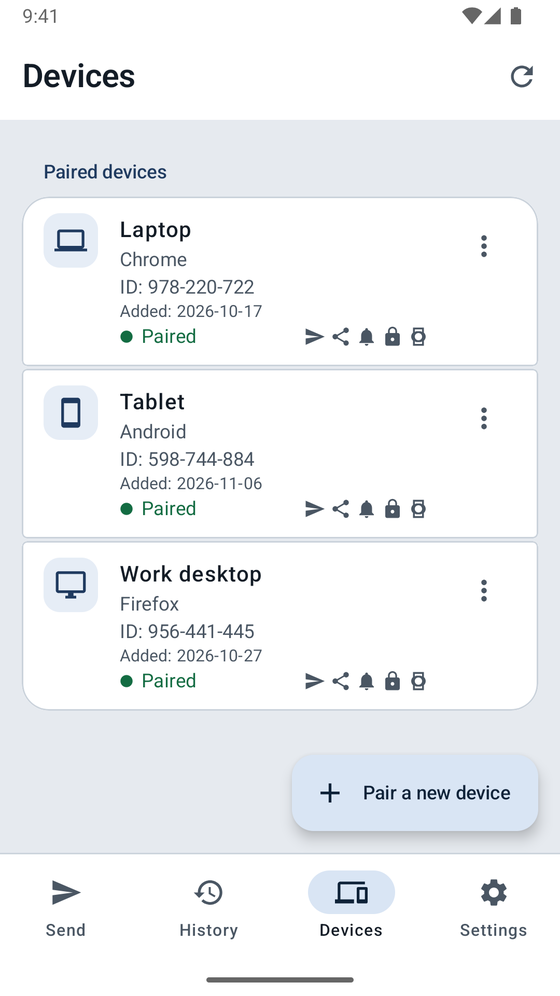 9:41
Devices
Paired devices
Laptop
Chrome
ID: 978-220-722
Added: 2026-10-17
Paired
Tablet
Android
ID: 598-744-884
Added: 2026-11-06
Paired
Work desktop
Firefox
ID: 956-441-445
Added: 2026-10-27
Paired
Pair a new device
Send
History
Devices
Settings